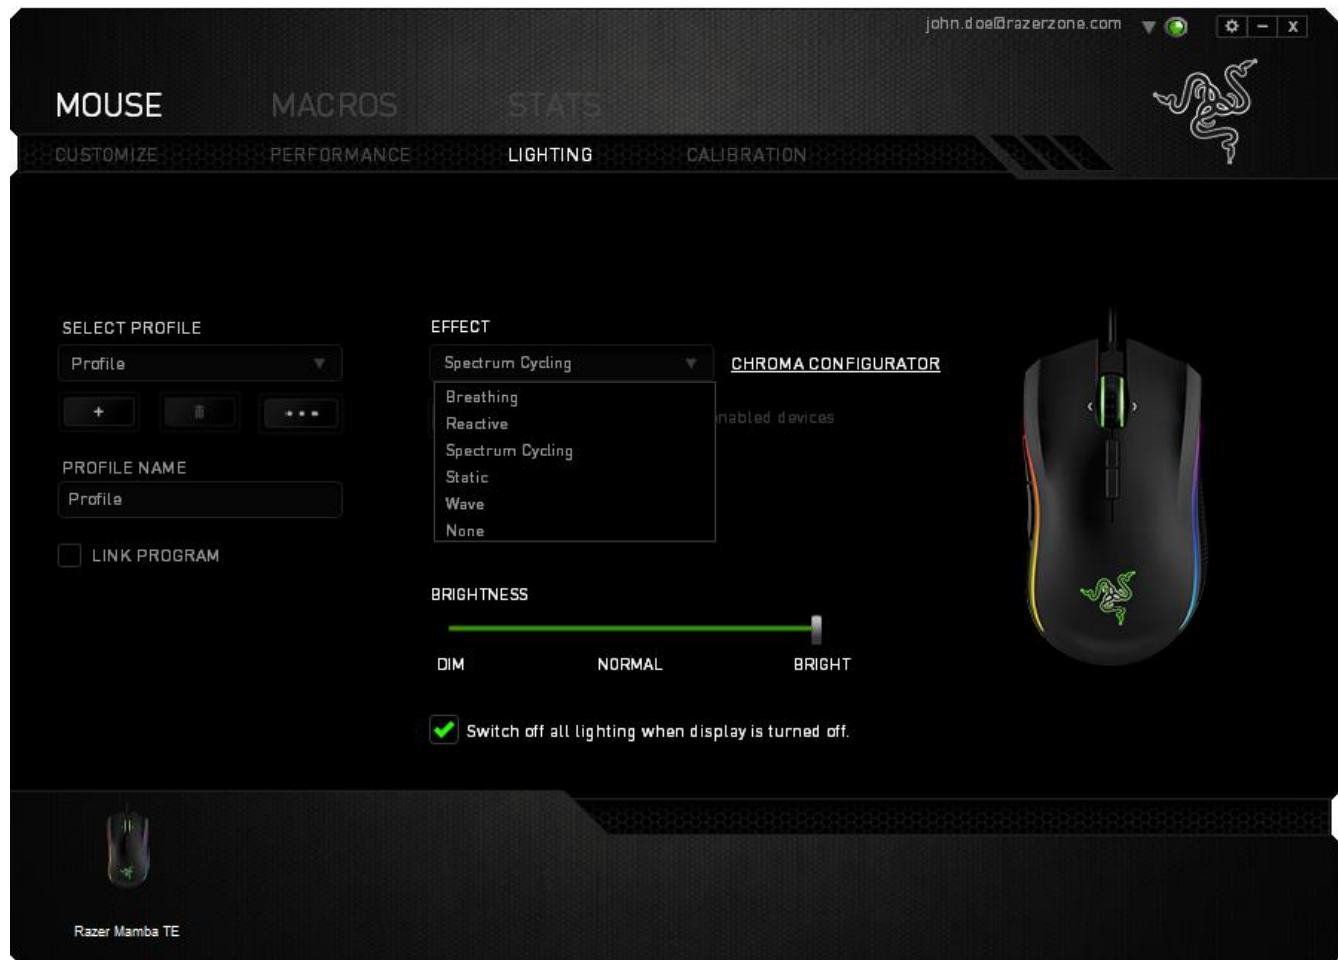 john.doe@razerzone.com
MOUSE MACROS STATS
CUSTOMIZE PERFORMANCE LIGHTING CALIBRATION
SELECT PROFILE
Profile
PROFILE NAME
Profile
LINK PROGRAM
EFFECT
Spectrum Cycling
CHROMA CONFIGURATOR
Breathing
Reactive
Spectrum Cycling
Static
Wave
None
devices
BRIGHTNESS
DIM NORMAL BRIGHT
Switch off all lighting when display is turned off.
Razer Mamba TE